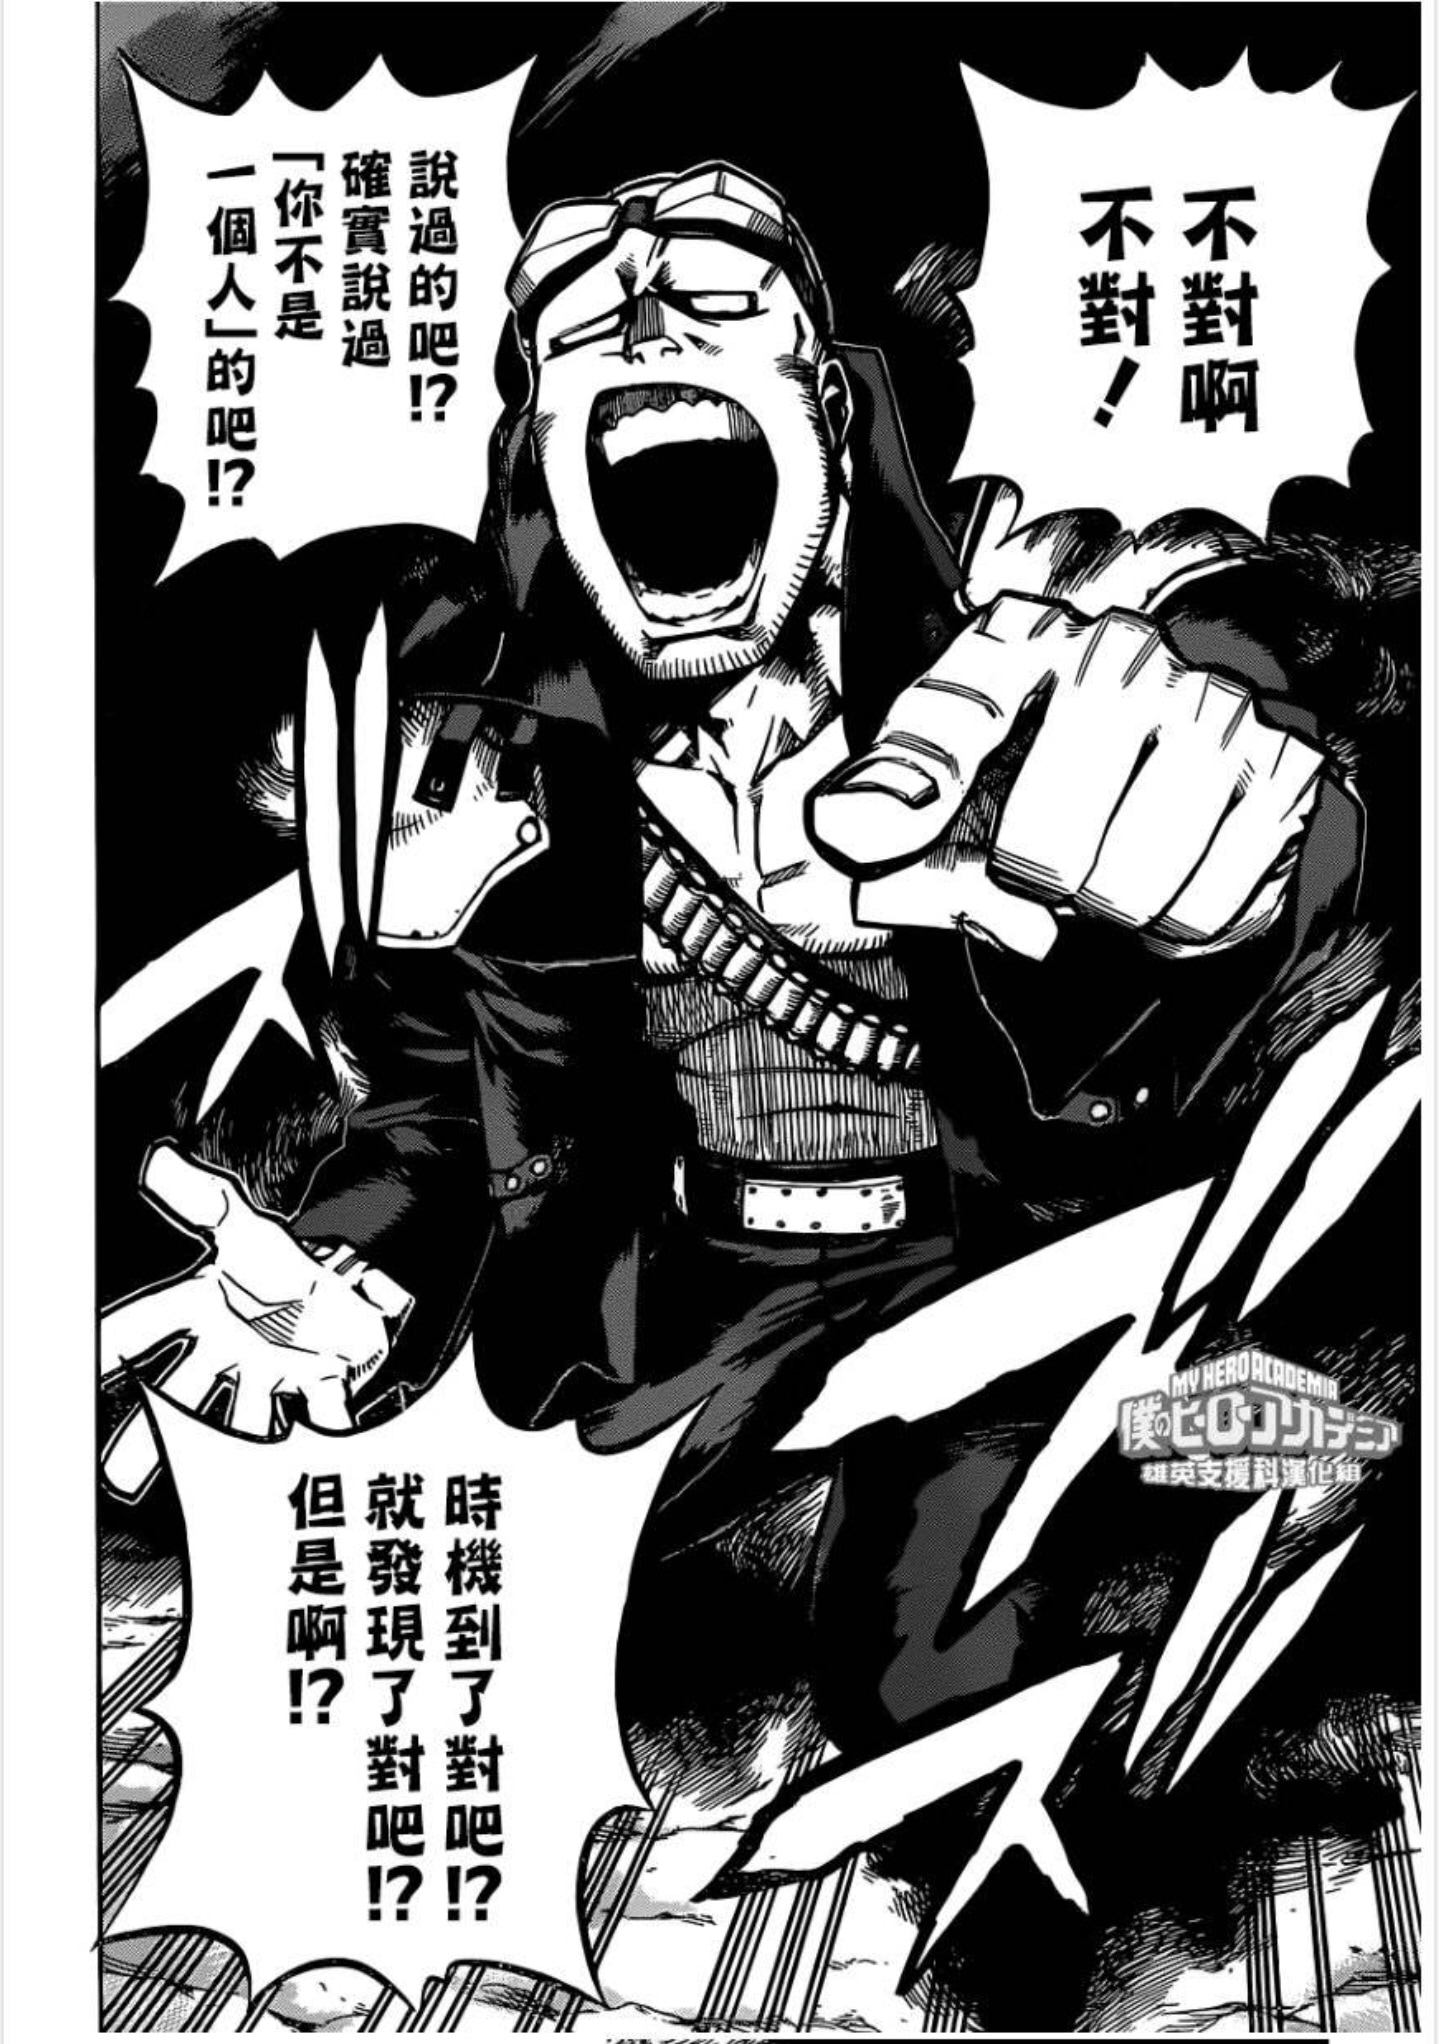 不對啊
不對！
說過的吧!?
確實說過
「你不是
一個人」的吧!?
時機到了對吧!?
就發現了對吧!?
但是啊!?
MY HERO ACADEMIA
僕のヒーローアカデミア
雄英支援科漢化組